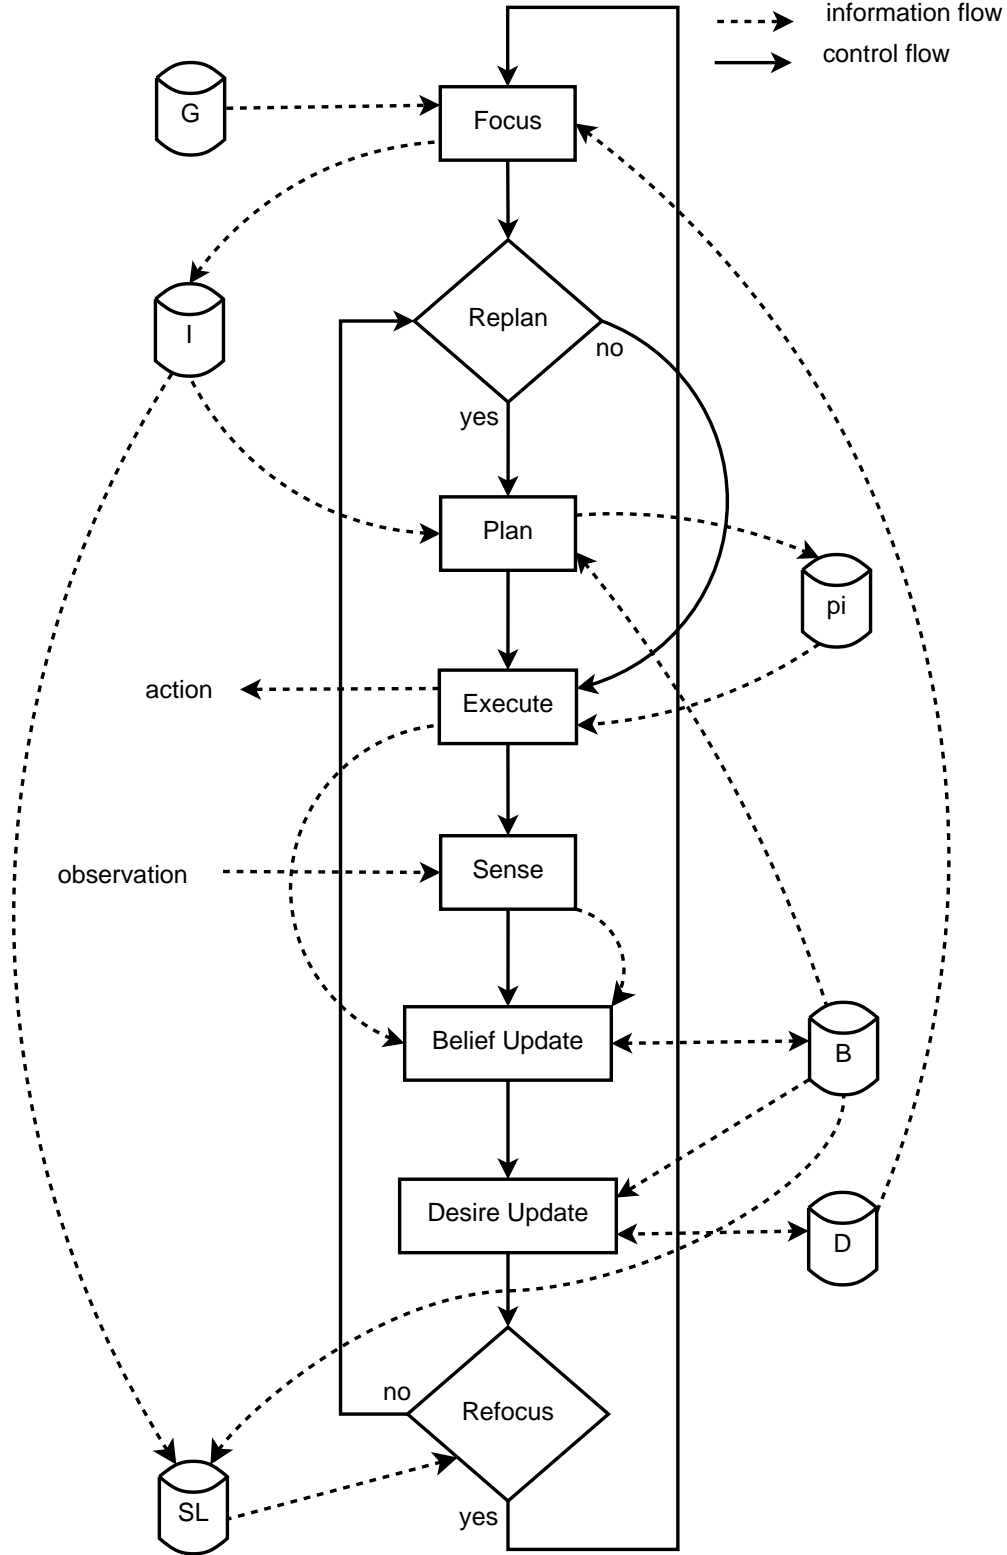 information flow
control flow
G
Focus
I
Replan
no
yes
Plan
pi
action
Execute
observation
Sense
Belief Update
B
Desire Update
D
no
Refocus
SL
yes